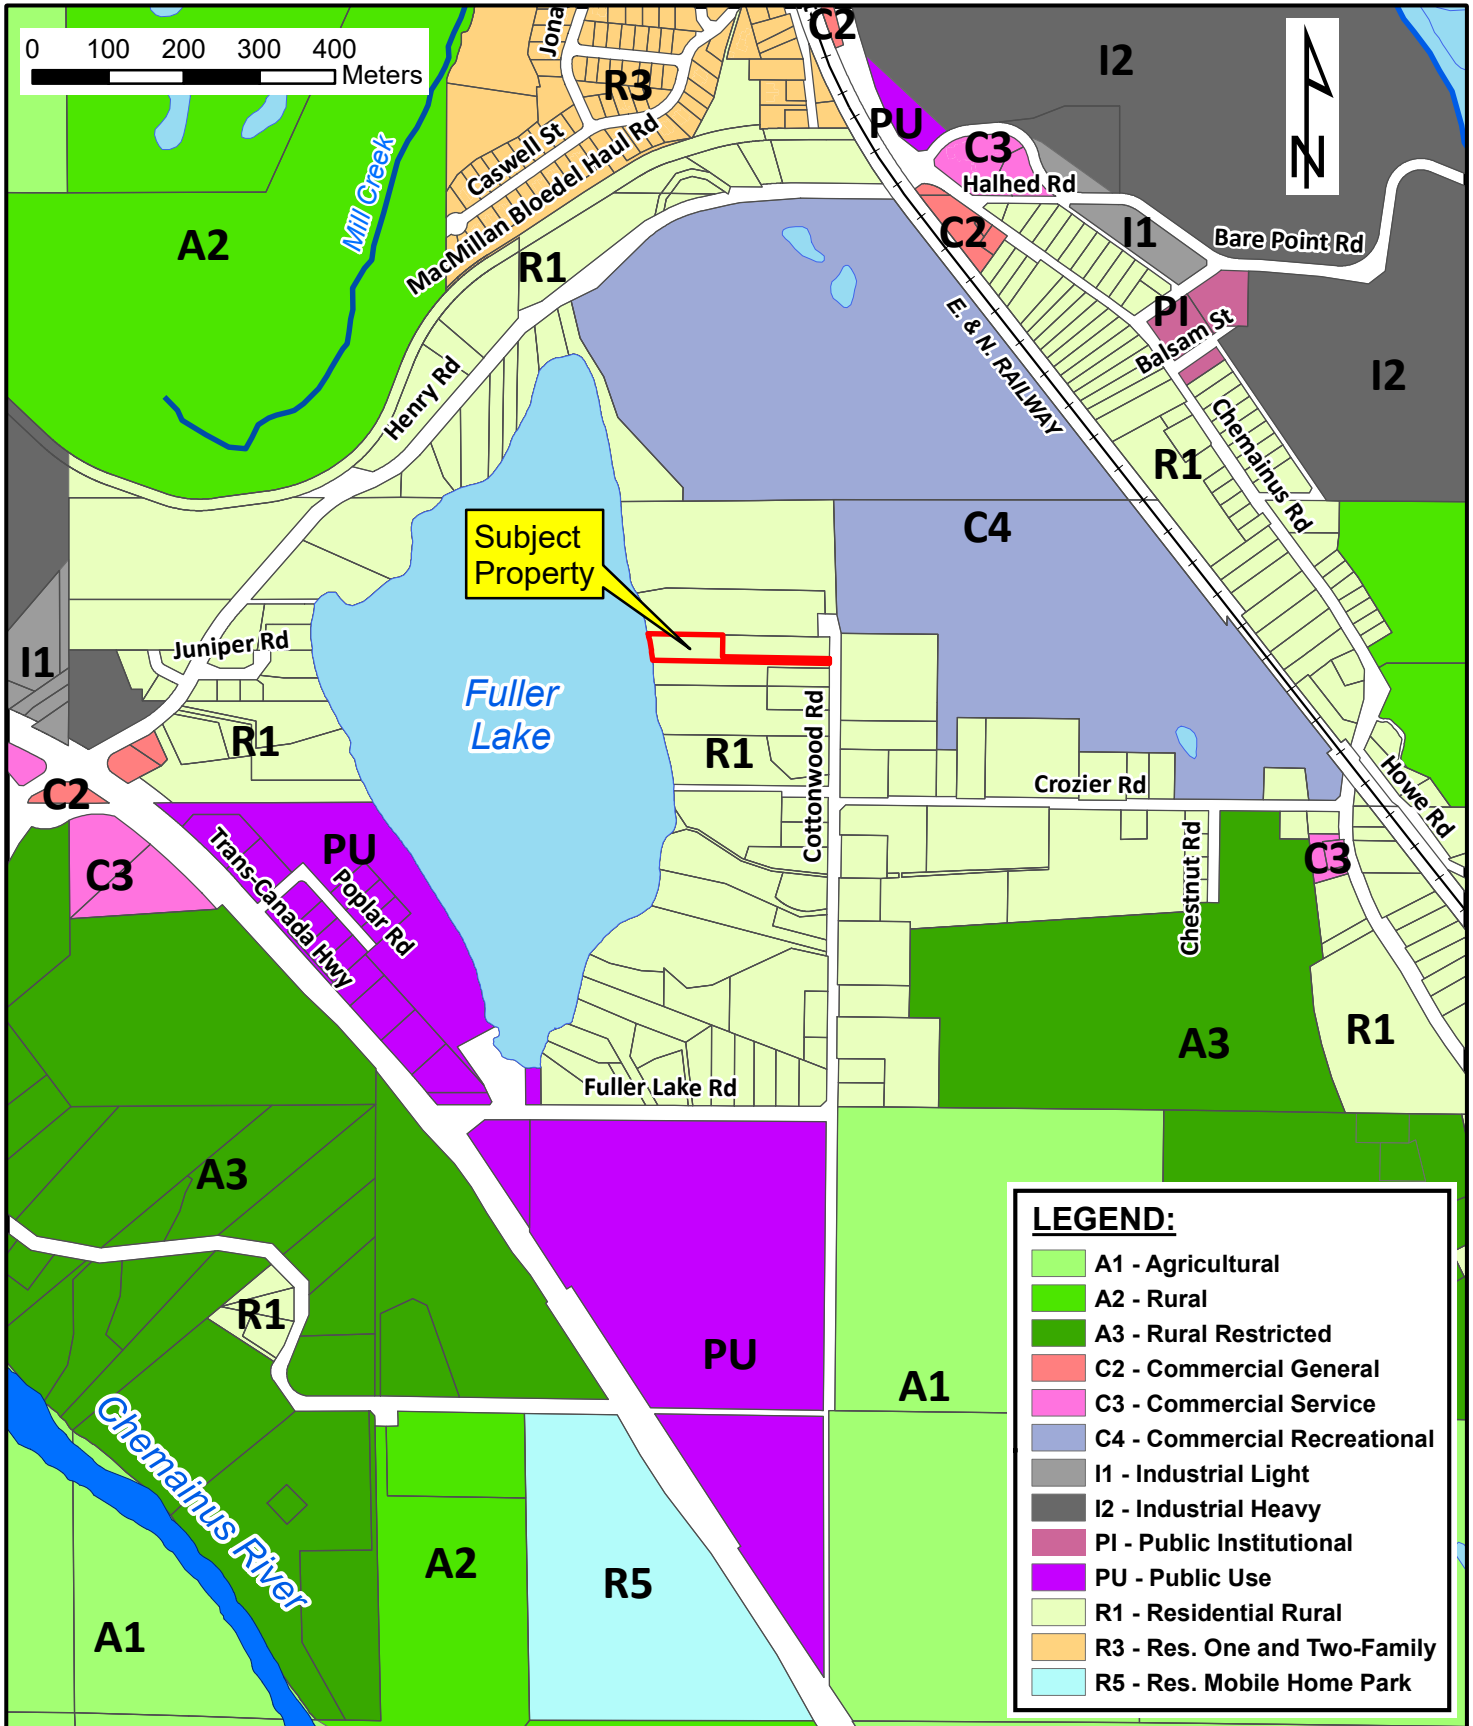 0 100 200 300 400
Meters
Jona
C2
I2
R3
PU
C3
N
Caswell St
Halhed Rd
Mill Creek
MacMillan Bloedel Haul Rd
A2
R1
C2
I1
Bare Point Rd
PI
E. & N. RAILWAY
Balsam St
I2
Henry Rd
Chemainus Rd
R1
Subject
Property
C4
Juniper Rd
I1
Fuller
Lake
R1
R1
Cottonwood Rd
Crozier Rd
Howe Rd
C2
Trans-Canada Hwy
PU
Poplar Rd
C3
Chestnut Rd
C3
A3
R1
Fuller Lake Rd
A3
R1
PU
A1
Chemainus River
A2
R5
A1
LEGEND:
A1 - Agricultural
A2 - Rural
A3 - Rural Restricted
C2 - Commercial General
C3 - Commercial Service
C4 - Commercial Recreational
I1 - Industrial Light
I2 - Industrial Heavy
PI - Public Institutional
PU - Public Use
R1 - Residential Rural
R3 - Res. One and Two-Family
R5 - Res. Mobile Home Park